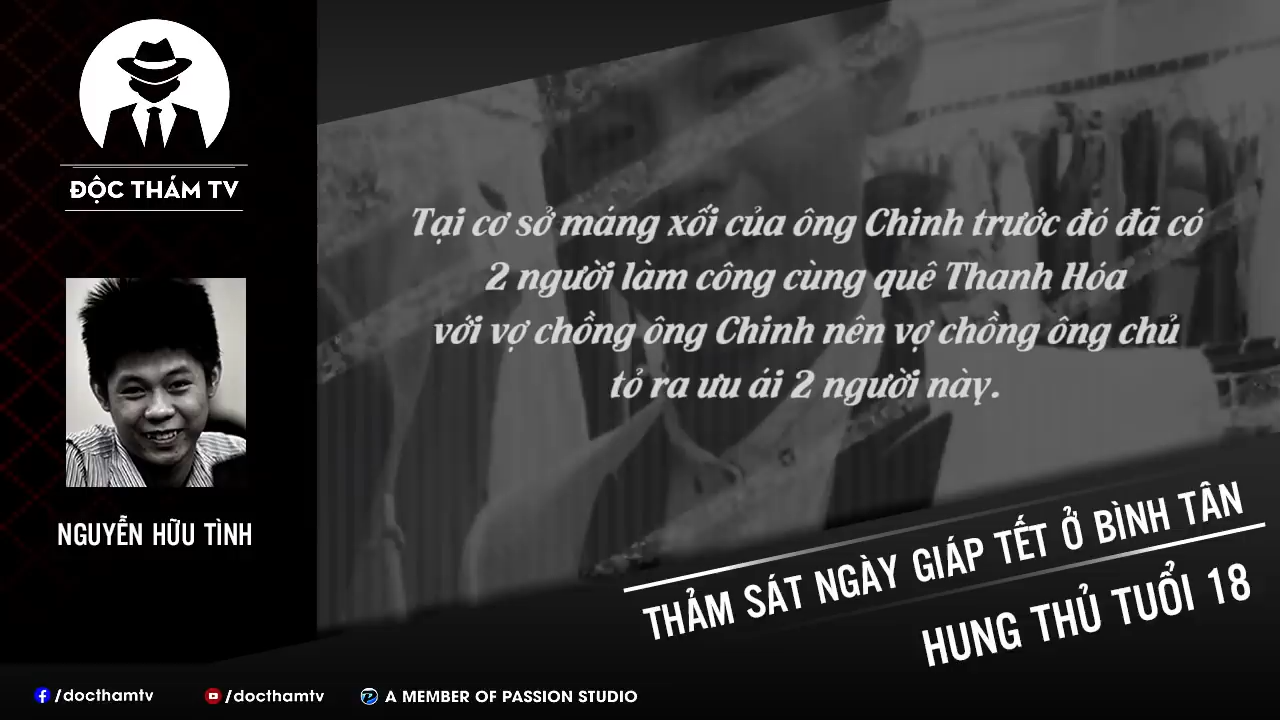 ĐỘC THÁM TV
NGUYỄN HỮU TÌNH
Tại cơ sở máng xối của ông Chinh trước đó đã có
2 người làm công cùng quê Thanh Hóa
với vợ chồng ông Chinh nên vợ chồng ông chủ
tỏ ra ưu ái 2 người này.
THẢM SÁT NGÀY GIÁP TẾT Ở BÌNH TÂN
HUNG THỦ TUỔI 18
/docthamtv
/docthamtv
A MEMBER OF PASSION STUDIO